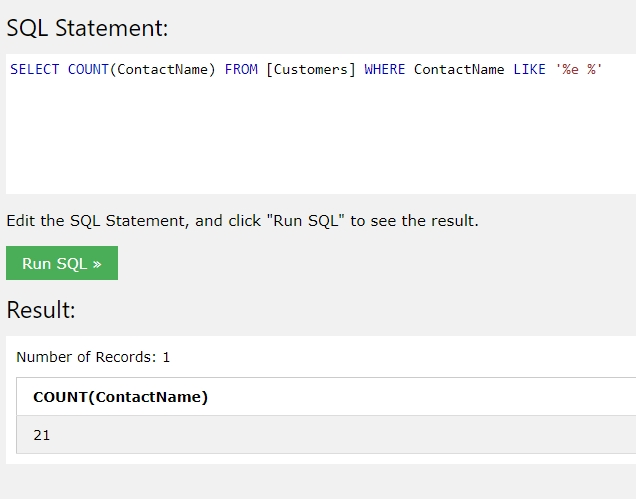 SQL Statement:
SELECT COUNT(ContactName) FROM [Customers] WHERE ContactName LIKE '%e %'
Edit the SQL Statement, and click "Run SQL" to see the result.
Run SQL »
Result:
Number of Records: 1
COUNT(ContactName)
21